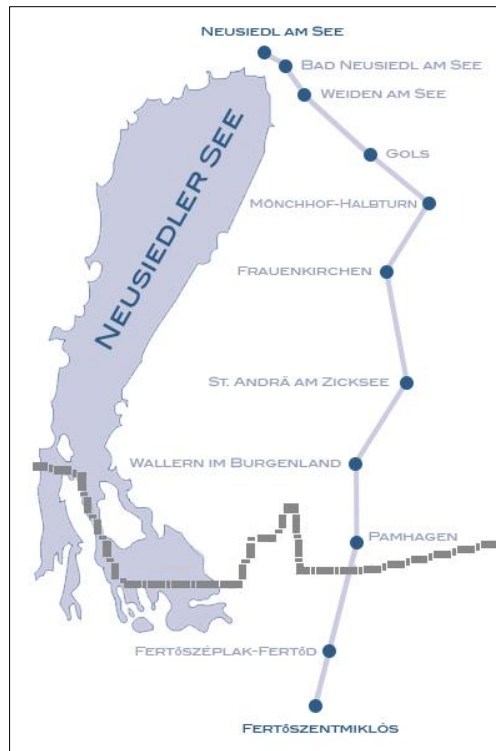 Neusiedl am See
Bad Neusiedl am See
Weiden am See
Gols
Mönchhof-Halbturn
Neusiedler See
Frauenkirchen
St. Andrä am Zicksee
Wallern im Burgenland
Pamhagen
Fertőszéplak-Fertőd
Fertőszentmiklós